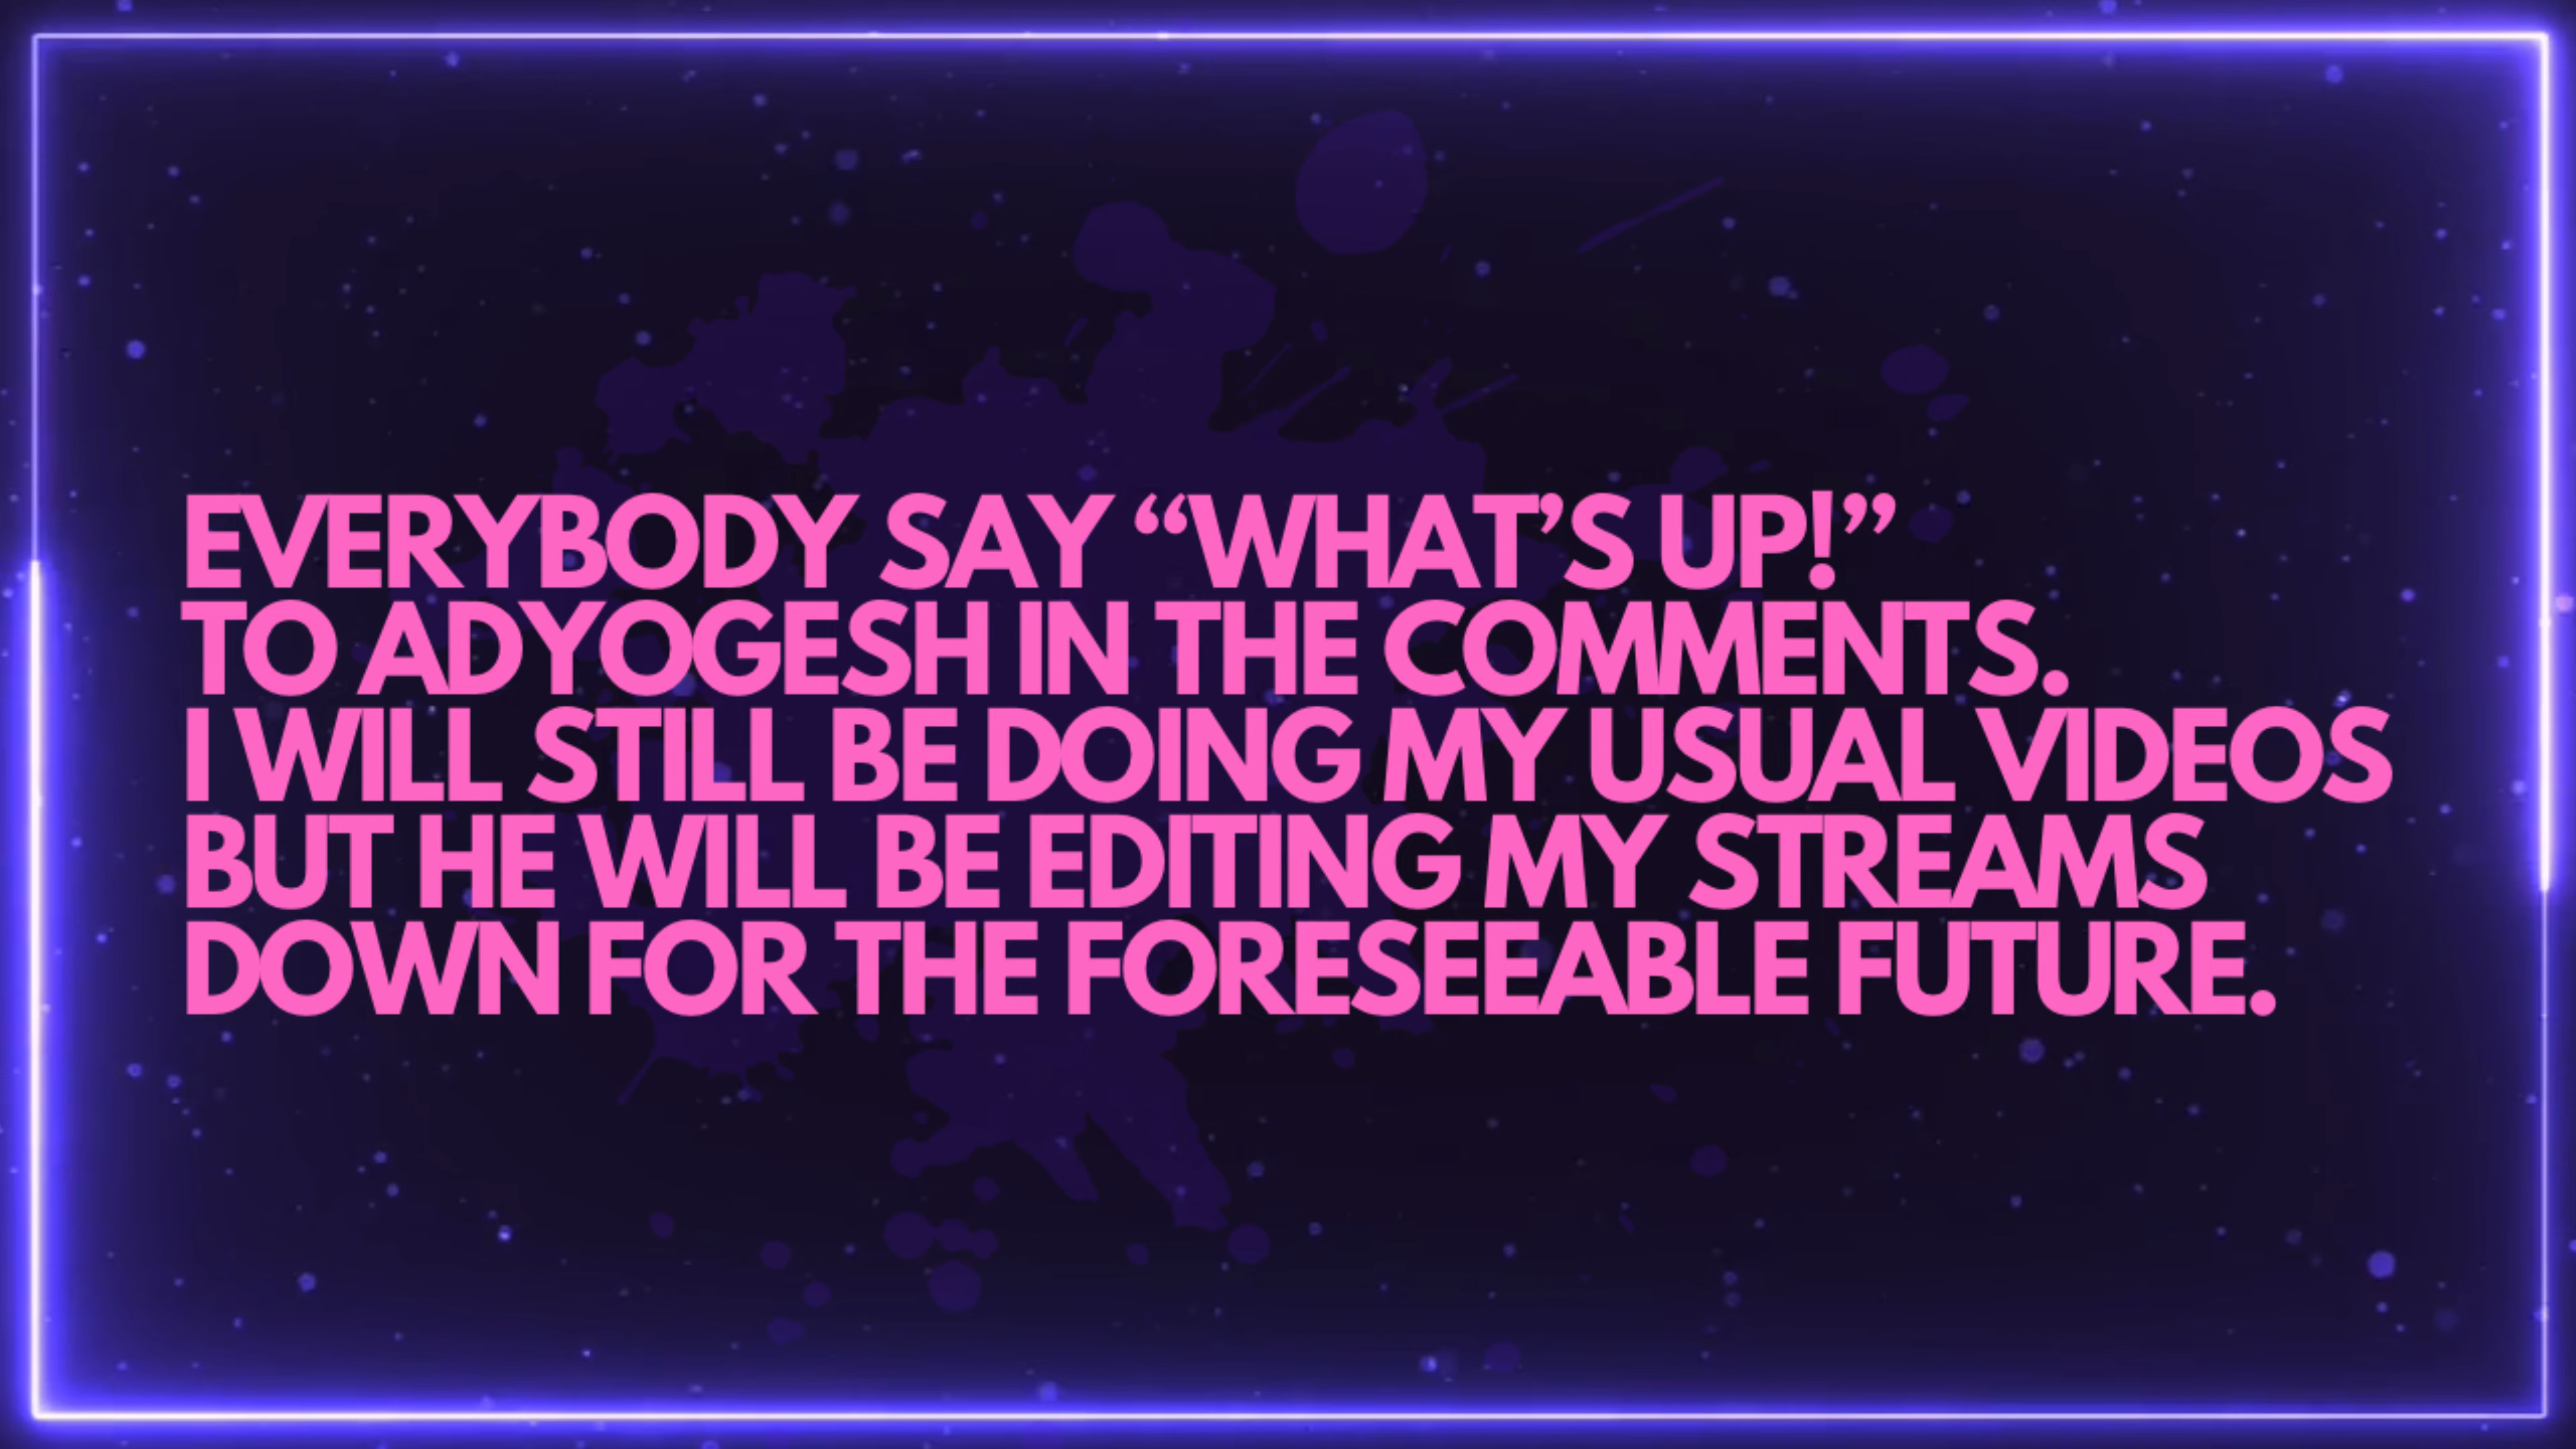 EVERYBODY SAY “WHAT’S UP!”
TO ADYOGESH IN THE COMMENTS.
I WILL STILL BE DOING MY USUAL VIDEOS
BUT HE WILL BE EDITING MY STREAMS
DOWN FOR THE FORESEEABLE FUTURE.